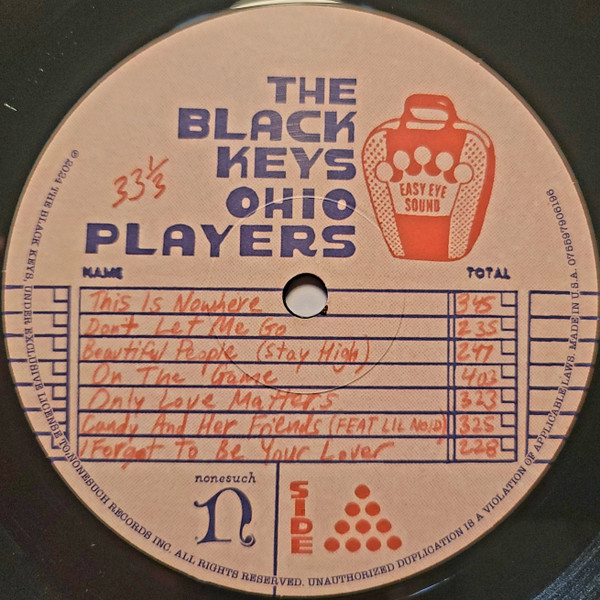 THE
BLACK
KEYS
OHIO
PLAYERS
33⅓
EASY EYE
SOUND
NAME TOTAL
This Is Nowhere 345
Don't Let Me Go 235
Beautiful People (Stay High) 247
On The Game 403
Only Love Matters 323
Candy And Her Friends (FEAT LIL NOID) 325
I Forgot To Be Your Lover 228
nonesuch
n
SIDE
℗ 2024 THE BLACK KEYS, UNDER EXCLUSIVE LICENSE TO NONESUCH RECORDS INC. ALL RIGHTS RESERVED. UNAUTHORIZED DUPLICATION IS A VIOLATION OF APPLICABLE LAWS. MADE IN U.S.A. 075597906196